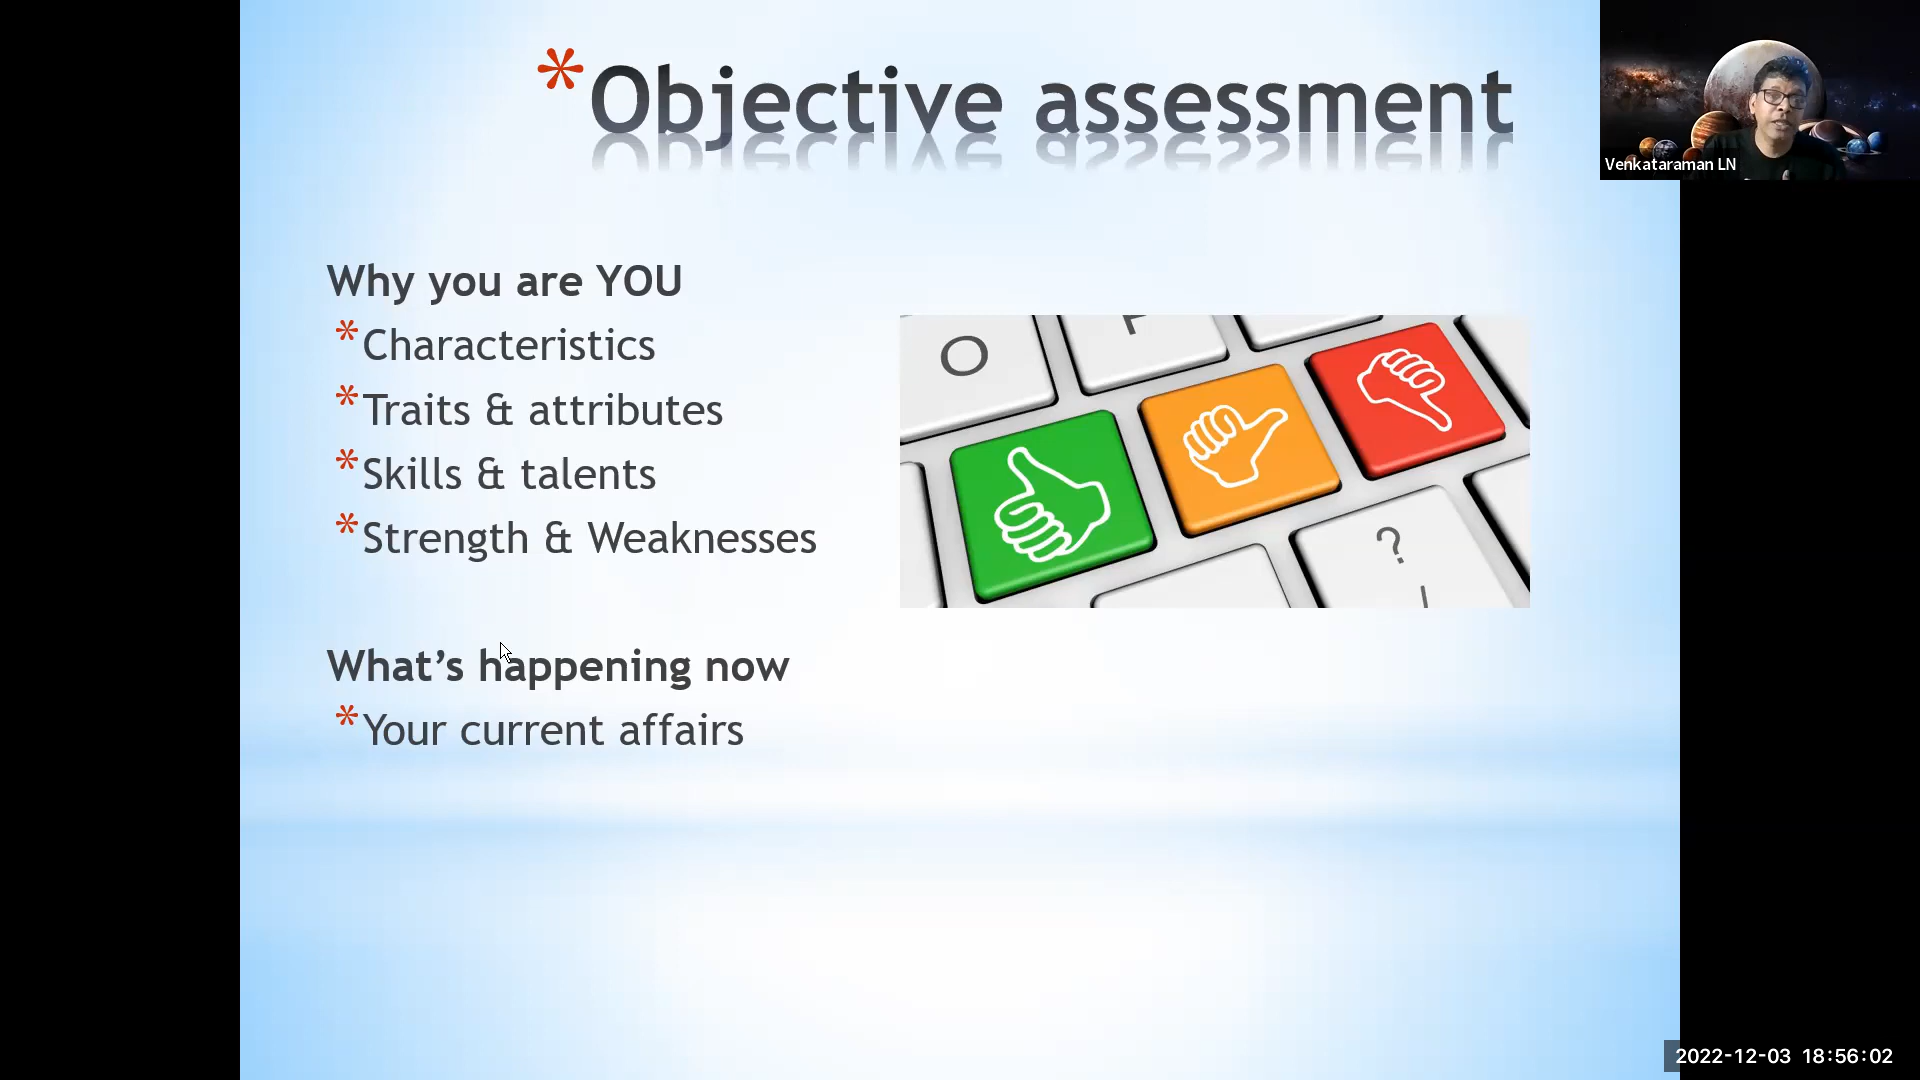 *Objective assessment
Venkataraman LN
Why you are YOU
*Characteristics
*Traits & attributes
*Skills & talents
*Strength & Weaknesses
O
?
What’s happening now
*Your current affairs
2022-12-03 18:56:02